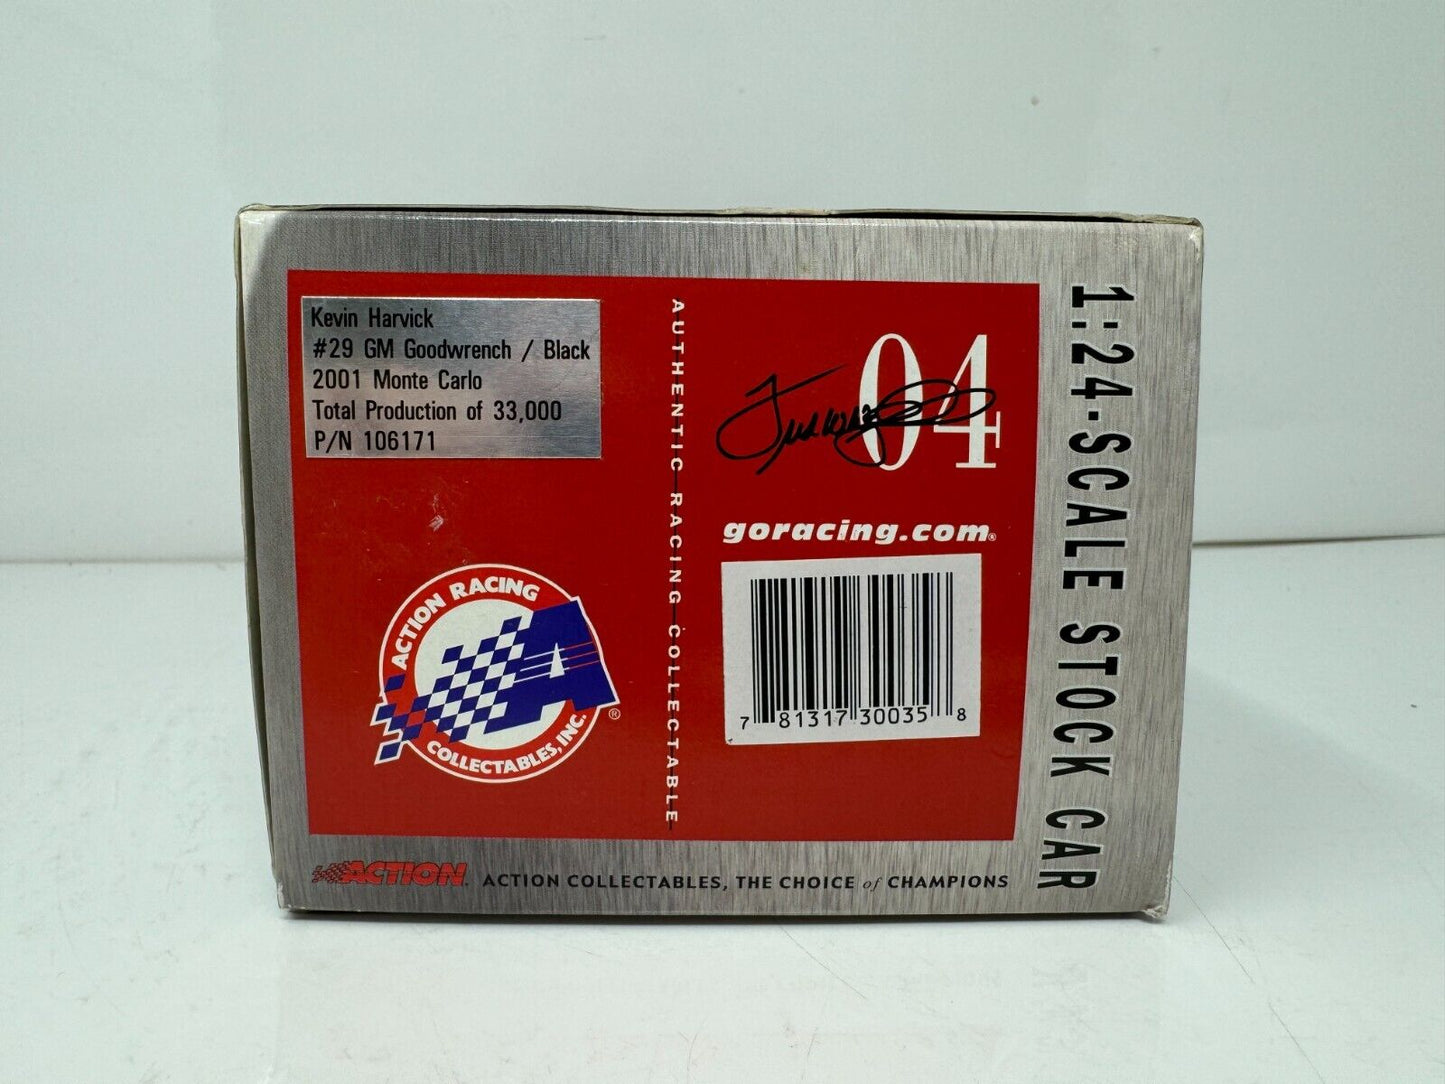 Kevin Harvick
#29 GM Goodwrench / Black
2001 Monte Carlo
Total Production of 33,000
P/N 106171
AUTHENTIC RACING COLLECTABLE
04
goracing.com®
7 81317 30035 8
ACTION RACING
COLLECTABLES, INC.
®
1:24-SCALE STOCK CAR
ACTION.
ACTION COLLECTABLES, THE CHOICE of CHAMPIONS